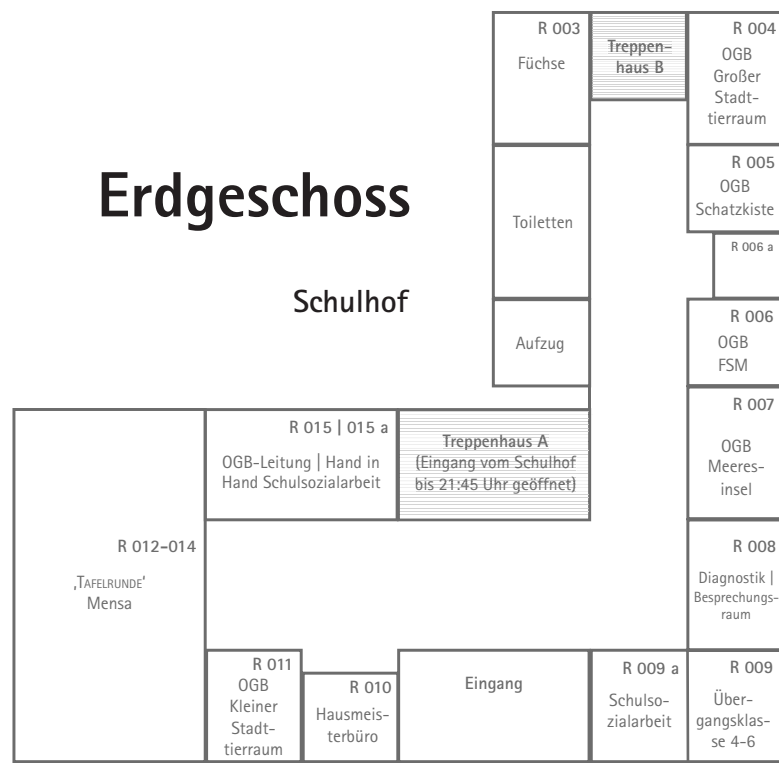 R 003
Füchse
Treppen-
haus B
R 004
OGB
Großer
Stadt-
tierraum
Erdgeschoss
Schulhof
Toiletten
R 005
OGB
Schatzkiste
R 006 a
Aufzug
R 006
OGB
FSM
R 007
OGB
Meeres-
insel
R 015 | 015 a
OGB-Leitung | Hand in
Hand Schulsozialarbeit
Treppenhaus A
(Eingang vom Schulhof
bis 21:45 Uhr geöffnet)
R 012-014
‚TAFELRUNDE‘
Mensa
R 008
Diagnostik |
Besprechungs-
raum
R 011
OGB
Kleiner
Stadt-
tierraum
R 010
Hausmeis-
terbüro
Eingang
R 009 a
Schulso-
zialarbeit
R 009
Über-
gangsklas-
se 4-6